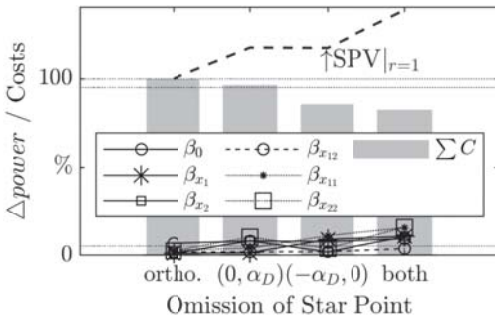 ↑SPV|r=1
100
%
0
Δpower / Costs
β0 βx12 ∑ C
βx1 βx11
βx2 βx22
ortho. (0, αD)(−αD, 0) both
Omission of Star Point